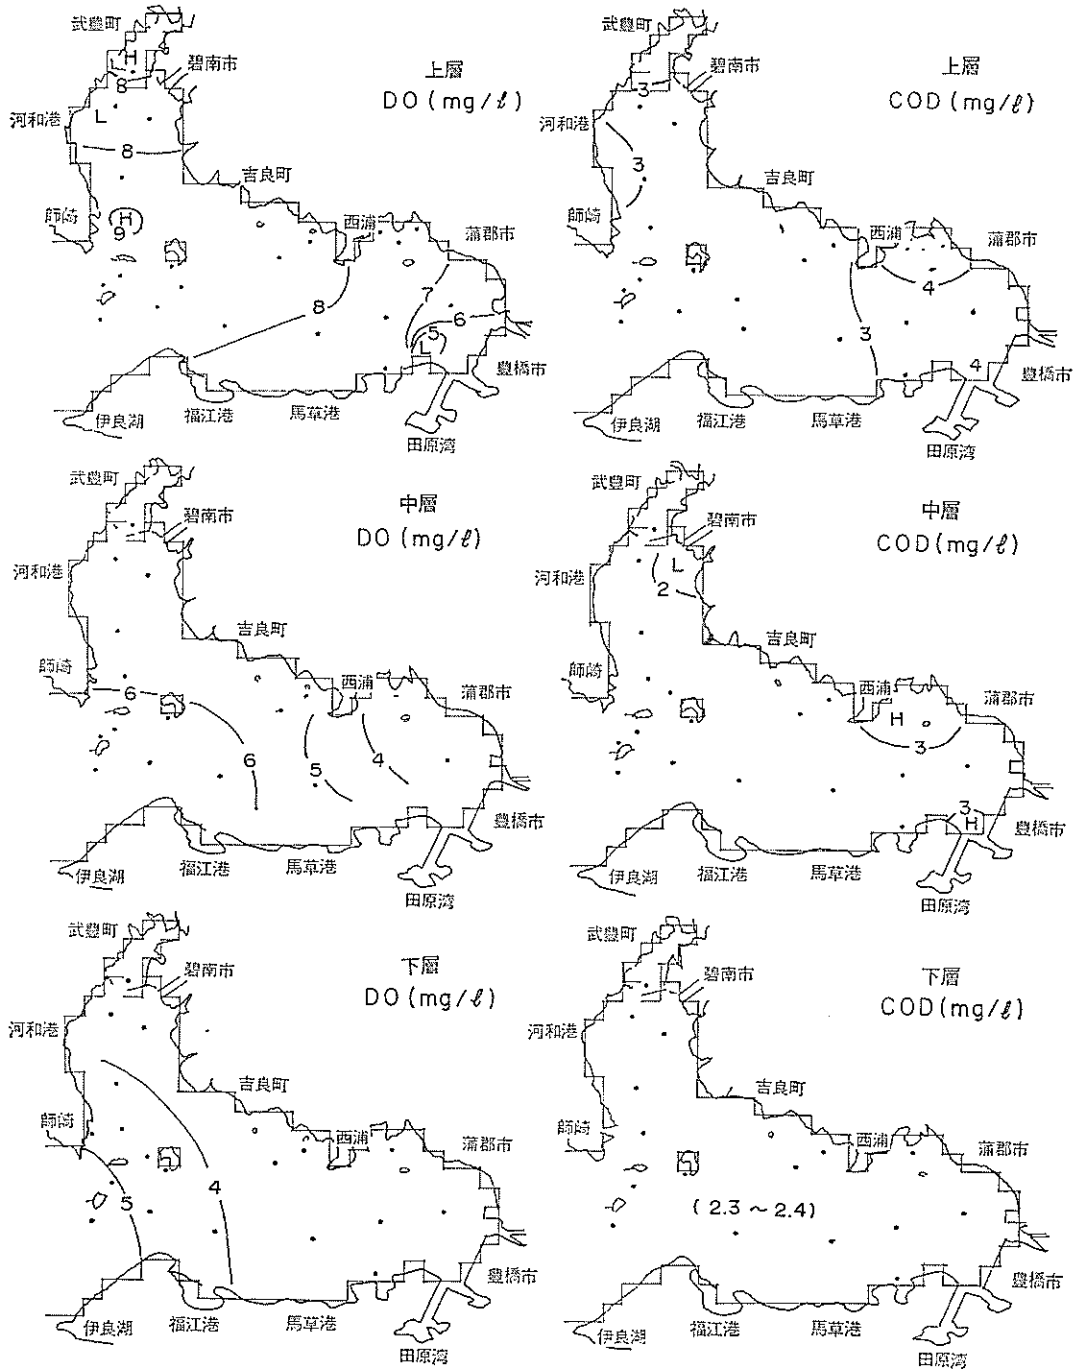 武豊町
H
L
碧南市
8
上層
DO (mg/ℓ)
河和港
L
8
吉良町
師崎
H
9
西浦
蒲郡市
8
7
6
5
L
豊橋市
福江港
馬草港
伊良湖
田原湾
武豊町
碧南市
3
上層
COD (mg/ℓ)
河和港
3
吉良町
師崎
西浦
蒲郡市
4
3
4
豊橋市
福江港
馬草港
伊良湖
田原湾
武豊町
碧南市
中層
DO (mg/ℓ)
河和港
吉良町
師崎
6
西浦
蒲郡市
6
5
4
豊橋市
福江港
馬草港
伊良湖
田原湾
武豊町
碧南市
中層
COD(mg/ℓ)
L
2
河和港
吉良町
師崎
西浦
蒲郡市
H
3
3
H
豊橋市
福江港
馬草港
伊良湖
田原湾
武豊町
碧南市
下層
DO (mg/ℓ)
河和港
吉良町
師崎
西浦
蒲郡市
5
4
豊橋市
福江港
馬草港
伊良湖
田原湾
武豊町
碧南市
下層
COD(mg/ℓ)
河和港
吉良町
師崎
西浦
蒲郡市
(2.3～2.4)
豊橋市
福江港
馬草港
伊良湖
田原湾